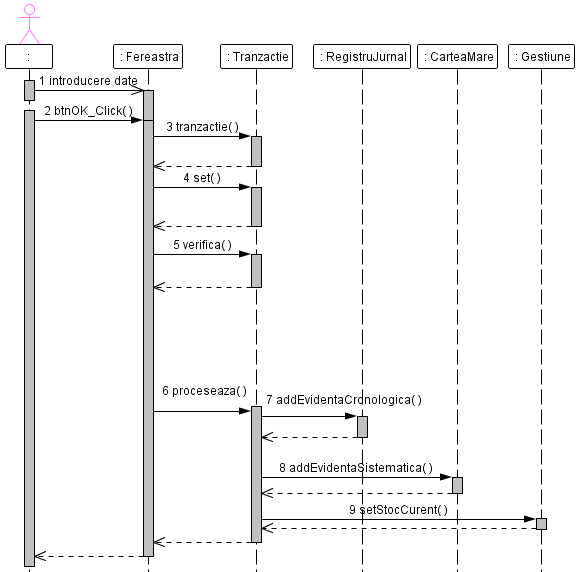 :
: Fereastra
: Tranzactie
: RegistruJurnal
: CarteaMare
: Gestiune
1 introducere date
2 btnOK_Click( )
3 tranzactie( )
4 set( )
5 verifica( )
6 proceseaza( )
7 addEvidentaCronologica( )
8 addEvidentaSistematica( )
9 setStocCurent( )